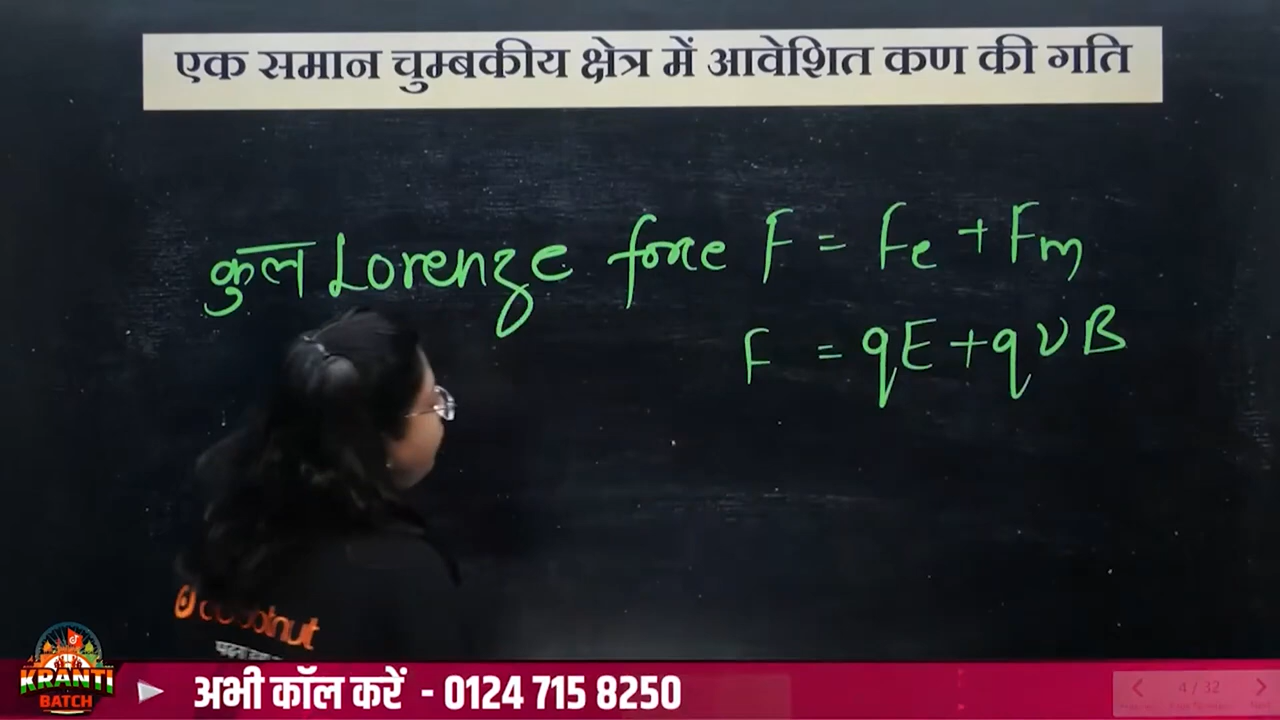 एक समान चुम्बकीय क्षेत्र में आवेशित कण की गति
कुल Lorenze force F = Fe + Fm
F = qE + qvB
KRANTI
BATCH
अभी कॉल करें - 0124 715 8250
4 / 32